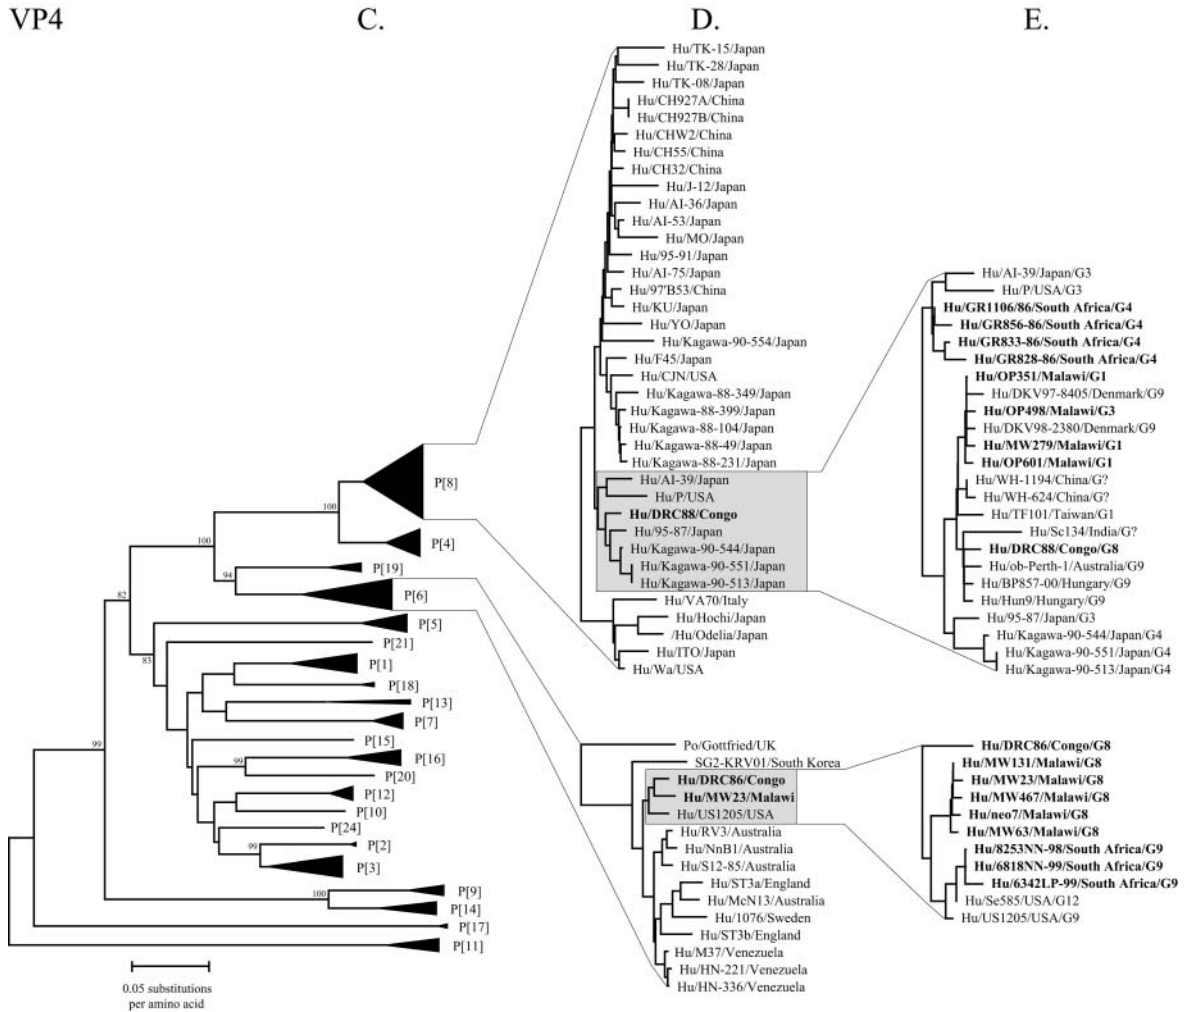 VP4
C.
D.
E.
100
P[8]
P[4]
100
94
P[19]
P[6]
82
P[5]
83
P[21]
P[1]
P[18]
P[13]
P[7]
99
P[15]
99
P[16]
P[20]
P[12]
P[10]
P[24]
99
P[2]
P[3]
100
P[9]
P[14]
P[17]
P[11]
0.05 substitutions
per amino acid
Hu/TK-15/Japan
Hu/TK-28/Japan
Hu/TK-08/Japan
Hu/CH927A/China
Hu/CH927B/China
Hu/CHW2/China
Hu/CH55/China
Hu/CH32/China
Hu/J-12/Japan
Hu/AI-36/Japan
Hu/AI-53/Japan
Hu/MO/Japan
Hu/95-91/Japan
Hu/AI-75/Japan
Hu/97'B53/China
Hu/KU/Japan
Hu/YO/Japan
Hu/Kagawa-90-554/Japan
Hu/F45/Japan
Hu/CJN/USA
Hu/Kagawa-88-349/Japan
Hu/Kagawa-88-399/Japan
Hu/Kagawa-88-104/Japan
Hu/Kagawa-88-49/Japan
Hu/Kagawa-88-231/Japan
Hu/AI-39/Japan
Hu/P/USA
Hu/DRC88/Congo
Hu/95-87/Japan
Hu/Kagawa-90-544/Japan
Hu/Kagawa-90-551/Japan
Hu/Kagawa-90-513/Japan
Hu/VA70/Italy
Hu/Hochi/Japan
/Hu/Odelia/Japan
Hu/ITO/Japan
Hu/Wa/USA
Po/Gottfried/UK
SG2-KRV01/South Korea
Hu/DRC86/Congo
Hu/MW23/Malawi
Hu/US1205/USA
Hu/RV3/Australia
Hu/NnB1/Australia
Hu/S12-85/Australia
Hu/ST3a/England
Hu/McN13/Australia
Hu/1076/Sweden
Hu/ST3b/England
Hu/M37/Venezuela
Hu/HN-221/Venezuela
Hu/HN-336/Venezuela
Hu/AI-39/Japan/G3
Hu/P/USA/G3
Hu/GR1106/86/South Africa/G4
Hu/GR856-86/South Africa/G4
Hu/GR833-86/South Africa/G4
Hu/GR828-86/South Africa/G4
Hu/OP351/Malawi/G1
Hu/DKV97-8405/Denmark/G9
Hu/OP498/Malawi/G3
Hu/DKV98-2380/Denmark/G9
Hu/MW279/Malawi/G1
Hu/OP601/Malawi/G1
Hu/WH-1194/China/G?
Hu/WH-624/China/G?
Hu/TF101/Taiwan/G1
Hu/Sc134/India/G?
Hu/DRC88/Congo/G8
Hu/ob-Perth-1/Australia/G9
Hu/BP857-00/Hungary/G9
Hu/Hun9/Hungary/G9
Hu/95-87/Japan/G3
Hu/Kagawa-90-544/Japan/G4
Hu/Kagawa-90-551/Japan/G4
Hu/Kagawa-90-513/Japan/G4
Hu/DRC86/Congo/G8
Hu/MW131/Malawi/G8
Hu/MW23/Malawi/G8
Hu/MW467/Malawi/G8
Hu/neo7/Malawi/G8
Hu/MW63/Malawi/G8
Hu/8253NN-98/South Africa/G9
Hu/6818NN-99/South Africa/G9
Hu/6342LP-99/South Africa/G9
Hu/Se585/USA/G12
Hu/US1205/USA/G9